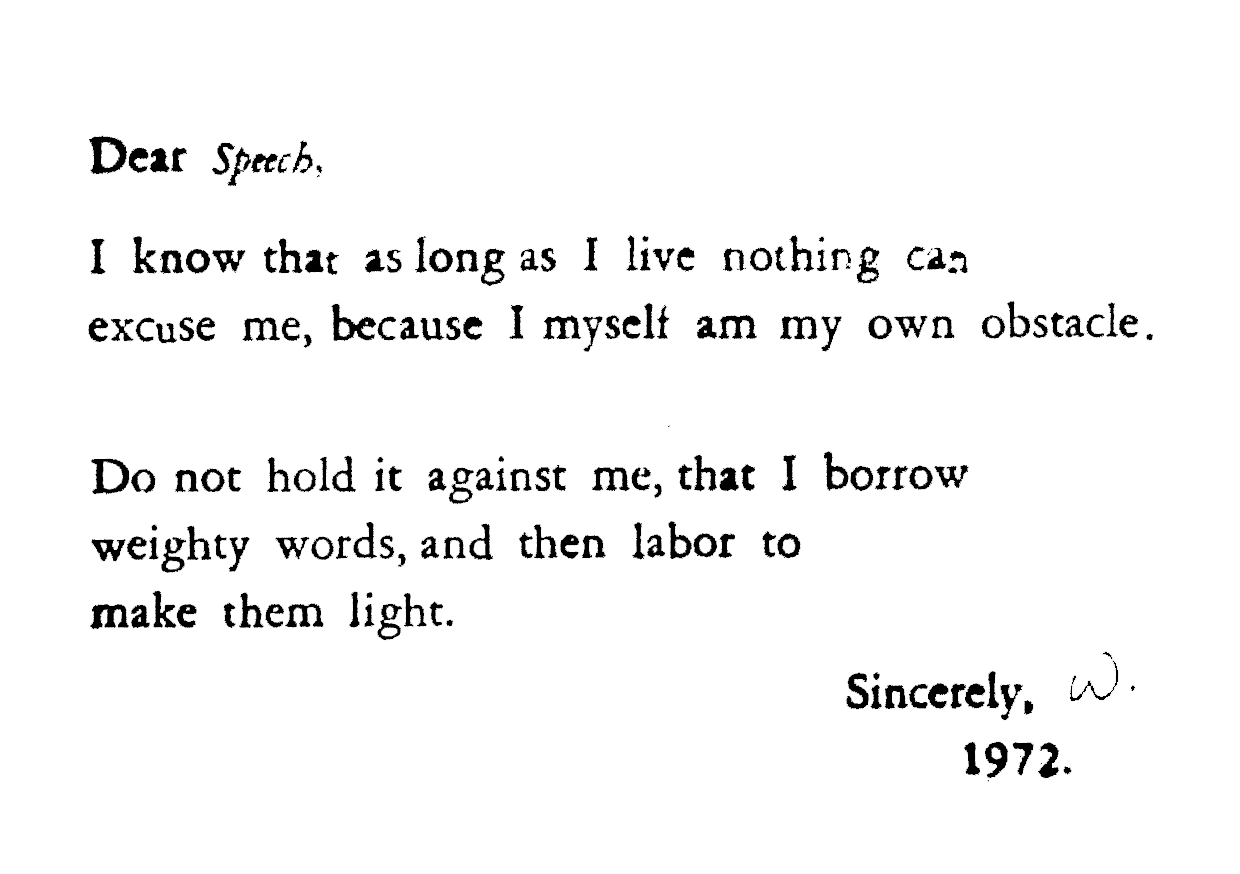 Dear Speech,
I know that as long as I live nothing can
excuse me, because I myself am my own obstacle.
Do not hold it against me, that I borrow
weighty words, and then labor to
make them light.
Sincerely, W.
1972.